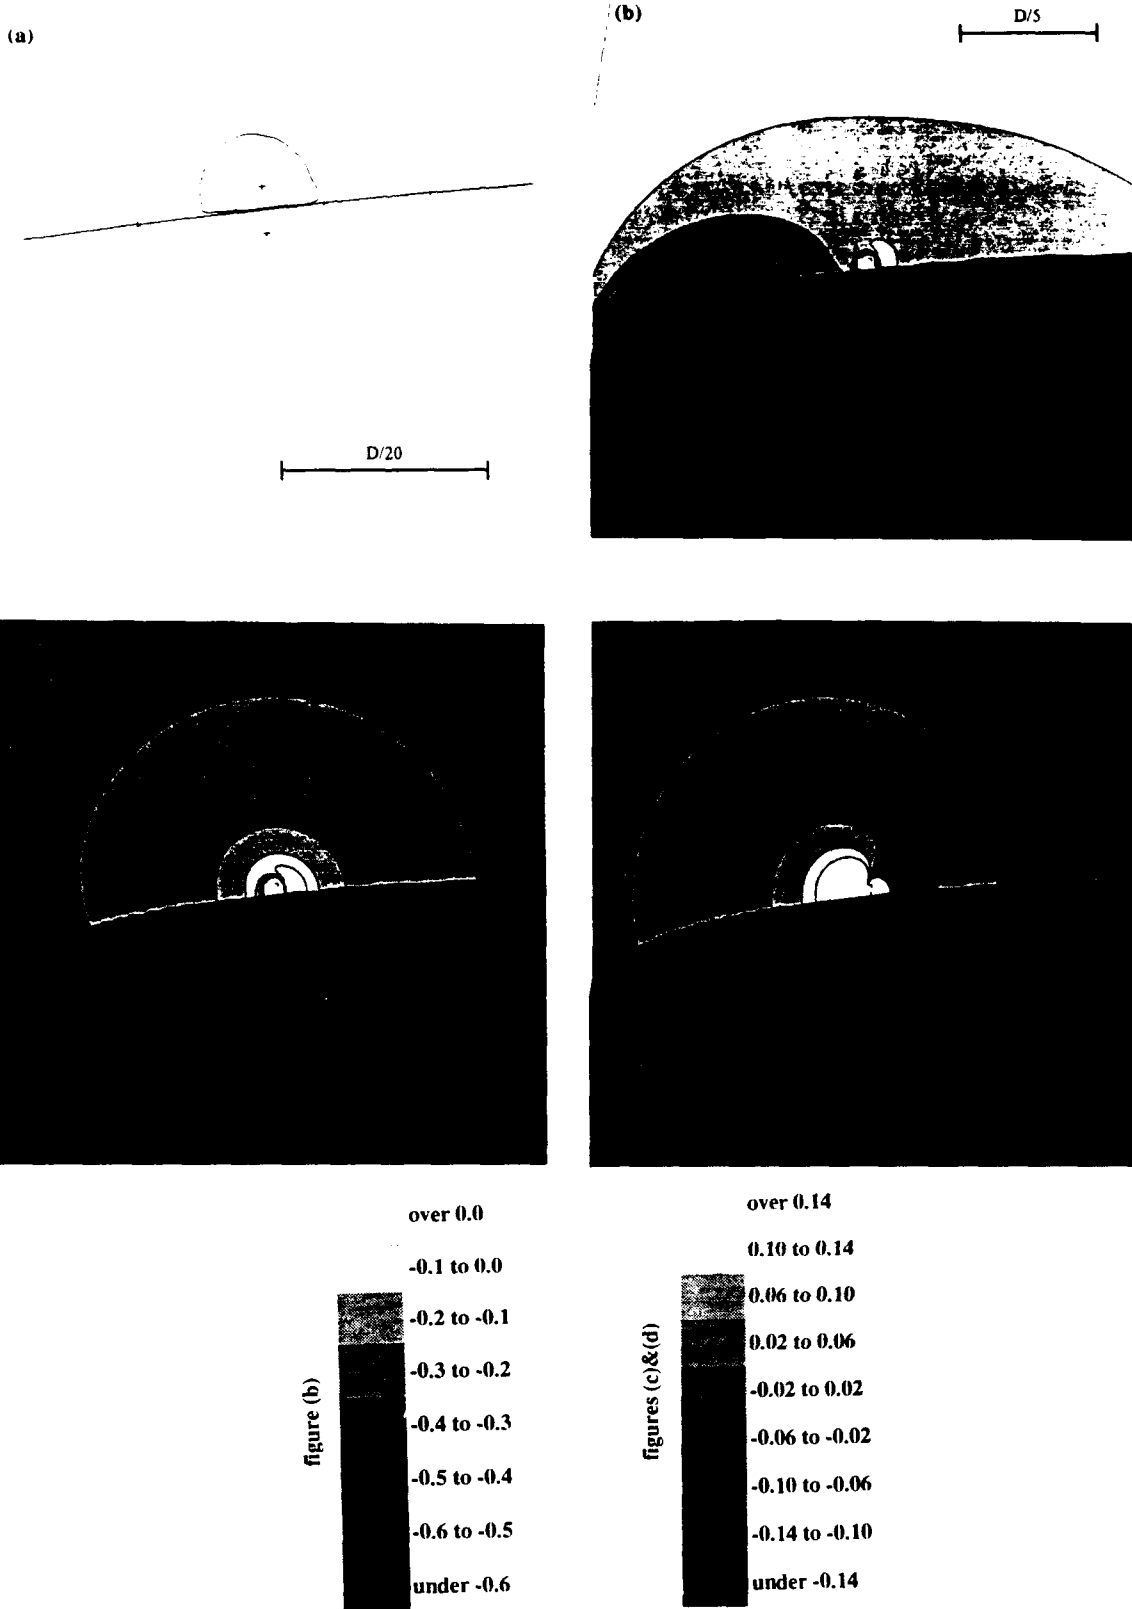 (a)
(b)
D/5
D/20
over 0.0
-0.1 to 0.0
-0.2 to -0.1
-0.3 to -0.2
-0.4 to -0.3
-0.5 to -0.4
-0.6 to -0.5
under -0.6
figure (b)
over 0.14
0.10 to 0.14
0.06 to 0.10
0.02 to 0.06
-0.02 to 0.02
-0.06 to -0.02
-0.10 to -0.06
-0.14 to -0.10
under -0.14
figures (c)&(d)